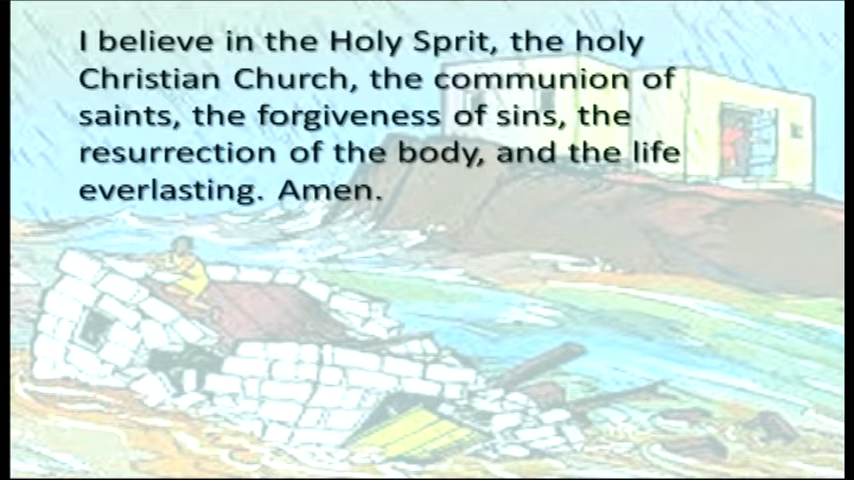 I believe in the Holy Sprit, the holy
Christian Church, the communion of
saints, the forgiveness of sins, the
resurrection of the body, and the life
everlasting. Amen.